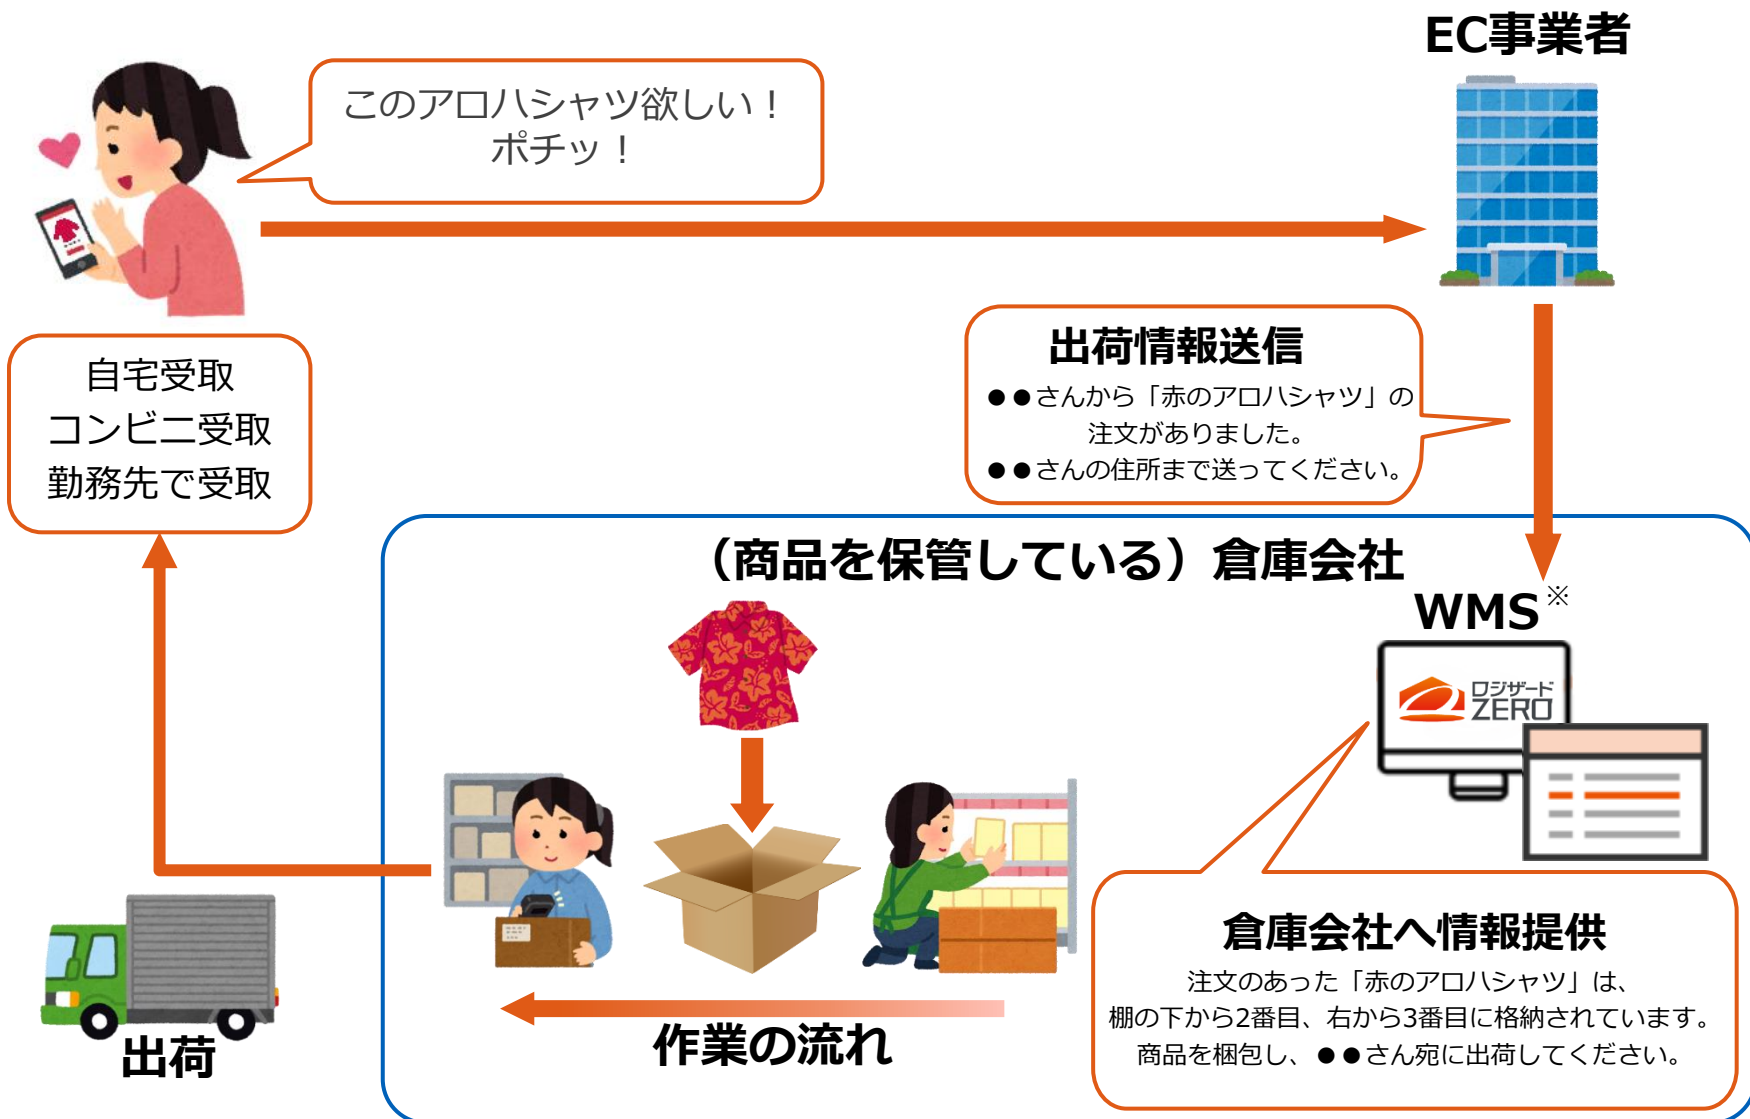 EC事業者
このアロハシャツ欲しい！
ポチッ！
出荷情報送信
●●さんから「赤のアロハシャツ」の
注文がありました。
●●さんの住所まで送ってください。
自宅受取
コンビニ受取
勤務先で受取
（商品を保管している）倉庫会社
WMS※
ロジザード
ZERO
倉庫会社へ情報提供
注文のあった「赤のアロハシャツ」は、
棚の下から2番目、右から3番目に格納されています。
商品を梱包し、●●さん宛に出荷してください。
作業の流れ
出荷